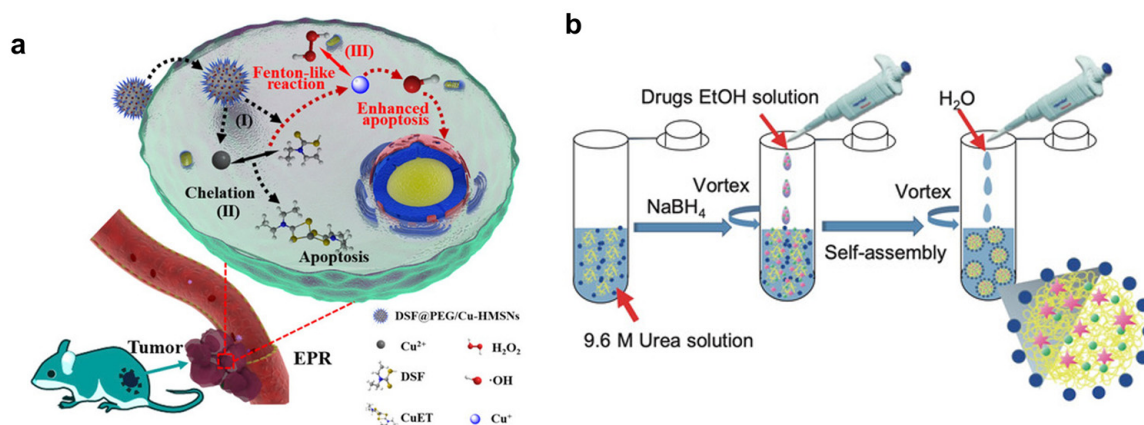 a
(III)
Fenton-like
reaction
(I)
Enhanced
apoptosis
Chelation
(II)
Apoptosis
Tumor
EPR
DSF@PEG/Cu-HMSNs
Cu²⁺
H₂O₂
DSF
·OH
CuET
Cu⁺
b
Drugs EtOH solution
H₂O
Vortex
NaBH₄
Vortex
Self-assembly
9.6 M Urea solution